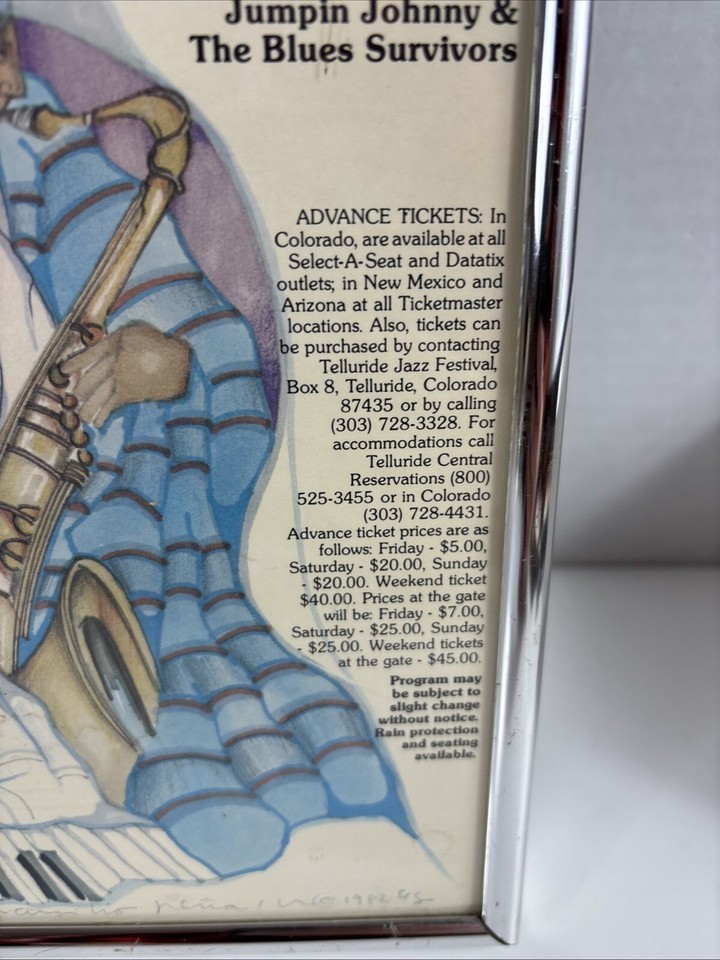 Jumpin Johnny &
The Blues Survivors
ADVANCE TICKETS: In
Colorado, are available at all
Select-A-Seat and Datatix
outlets; in New Mexico and
Arizona at all Ticketmaster
locations. Also, tickets can
be purchased by contacting
Telluride Jazz Festival,
Box 8, Telluride, Colorado
87435 or by calling
(303) 728-3328. For
accommodations call
Telluride Central
Reservations (800)
525-3455 or in Colorado
(303) 728-4431.
Advance ticket prices are as
follows: Friday - $5.00,
Saturday - $20.00, Sunday
- $20.00. Weekend ticket
$40.00. Prices at the gate
will be: Friday - $7.00,
Saturday - $25.00, Sunday
- $25.00. Weekend tickets
at the gate - $45.00.
Program may
be subject to
slight change
without notice.
Rain protection
and seating
available.
Peña 1982